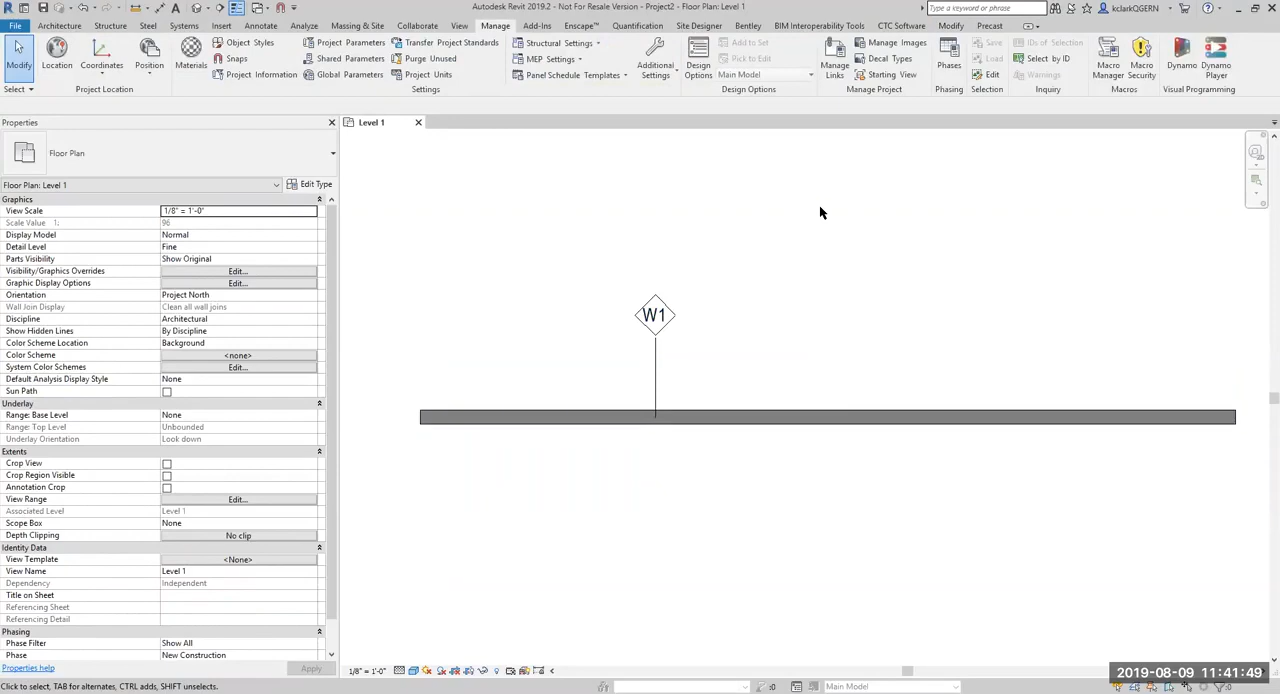 Autodesk Revit 2019.2 - Not For Resale Version - Project2 - Floor Plan: Level 1
Type a keyword or phrase
kclarkQGERN
File Architecture Structure Steel Systems Insert Annotate Analyze Massing & Site Collaborate View Manage Add-Ins Enscape™ Quantification Site Designer Bentley BIM Interoperability Tools CTC Software Modify Precast
Modify
Location
Coordinates
Position
Materials
Object Styles
Snaps
Project Information
Project Parameters
Shared Parameters
Global Parameters
Transfer Project Standards
Purge Unused
Project Units
Structural Settings
MEP Settings
Panel Schedule Templates
Additional
Settings
Design
Options
Add to Set
Pick to Edit
Main Model
Manage
Links
Manage Images
Decal Types
Starting View
Phases
Save
Load
Edit
IDs of Selection
Select by ID
Warnings
Macro
Manager
Macro
Security
Dynamo
Dynamo
Player
Select
Project Location
Settings
Design Options
Manage Project
Phasing
Selection
Inquiry
Macros
Visual Programming
Properties
Level 1
Floor Plan
Floor Plan: Level 1
Edit Type
Graphics
View Scale 1/8" = 1'-0"
Scale Value 1: 96
Display Model Normal
Detail Level Fine
Parts Visibility Show Original
Visibility/Graphics Overrides Edit...
Graphic Display Options Edit...
Orientation Project North
Wall Join Display Clean all wall joins
Discipline Architectural
Show Hidden Lines By Discipline
Color Scheme Location Background
Color Scheme <none>
System Color Schemes Edit...
Default Analysis Display Style None
Sun Path
Underlay
Range: Base Level None
Range: Top Level Unbounded
Underlay Orientation Look down
Extents
Crop View
Crop Region Visible
Annotation Crop
View Range Edit...
Associated Level Level 1
Scope Box None
Depth Clipping No clip
Identity Data
View Template <None>
View Name Level 1
Dependency Independent
Title on Sheet
Referencing Sheet
Referencing Detail
Phasing
Phase Filter Show All
Phase New Construction
Properties help
Apply
W1
1/8" = 1'-0"
2019-08-09 11:41:49
Click to select, TAB for alternates, CTRL adds, SHIFT unselects.
:0
Main Model